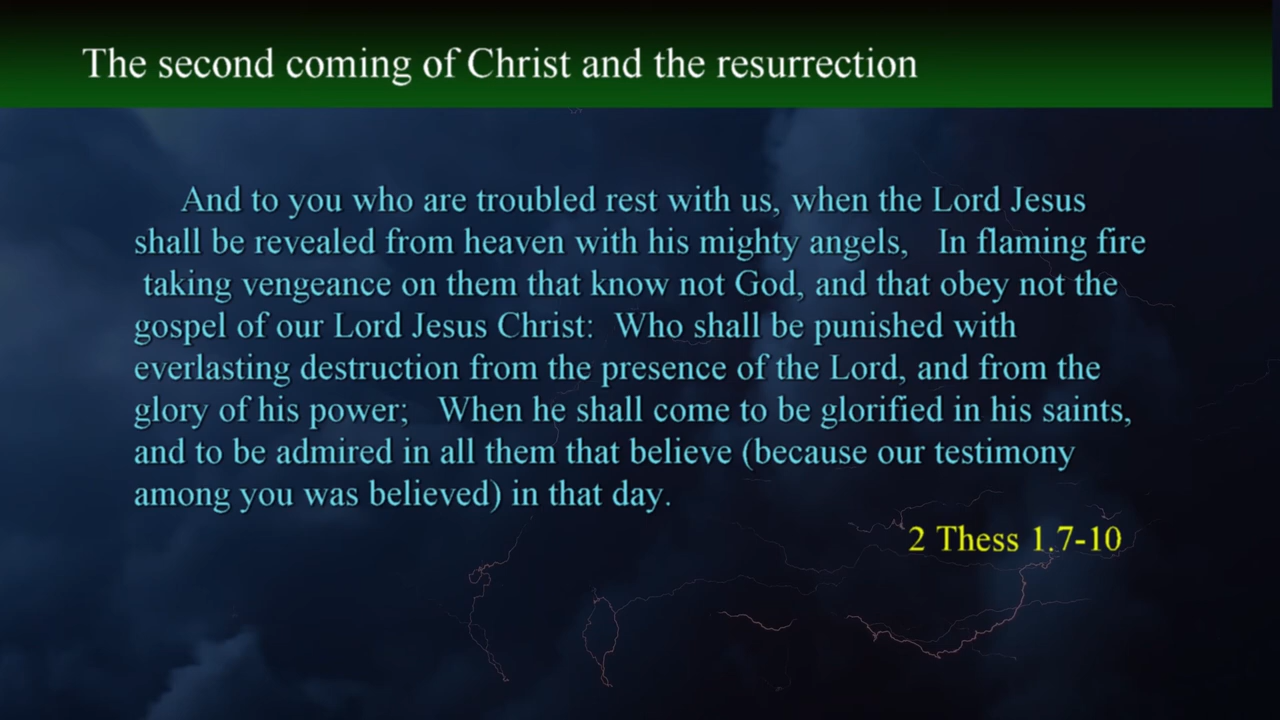 The second coming of Christ and the resurrection
And to you who are troubled rest with us, when the Lord Jesus
shall be revealed from heaven with his mighty angels, In flaming fire
taking vengeance on them that know not God, and that obey not the
gospel of our Lord Jesus Christ: Who shall be punished with
everlasting destruction from the presence of the Lord, and from the
glory of his power; When he shall come to be glorified in his saints,
and to be admired in all them that believe (because our testimony
among you was believed) in that day.
2 Thess 1.7-10